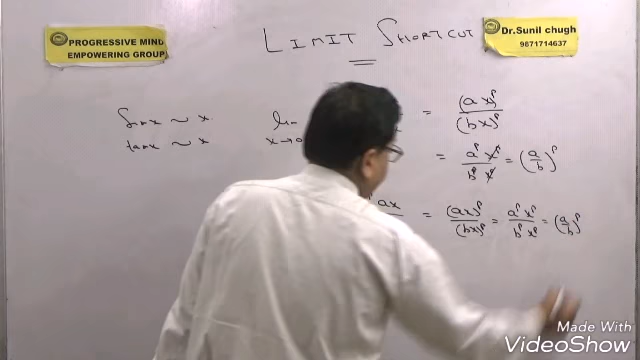 PROGRESSIVE MIND
EMPOWERING GROUP
LIMIT SHORTCUT
Dr.Sunil chugh
9871714637
Sinx ~ x
tanx ~ x
lim
x→0
= (ax)^p / (bx)^p
= a^p x^p / b^p x^p = (a/b)^p
ax
= (ax)^p / (bx)^p = a^p x^p / b^p x^p = (a/b)^p
Made With
VideoShow